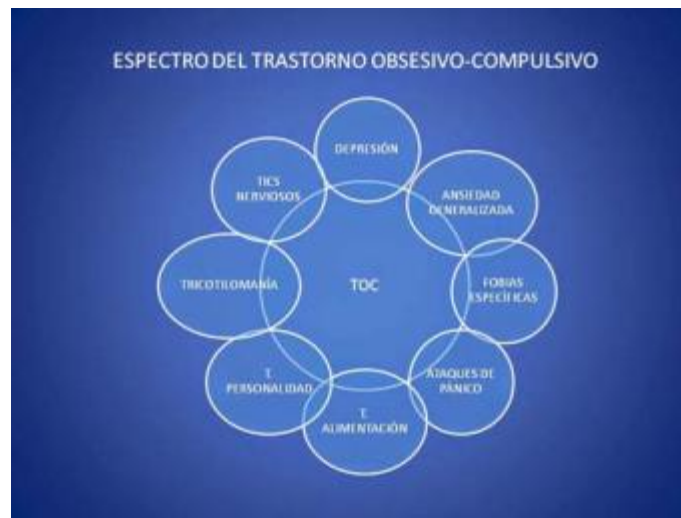 ESPECTRO DEL TRASTORNO OBSESIVO-COMPULSIVO
DEPRESIÓN
ANSIEDAD
GENERALIZADA
FOBIAS
ESPECÍFICAS
ATAQUES DE
PÁNICO
T.
ALIMENTACIÓN
T.
PERSONALIDAD
TRICOTILOMANÍA
TICS
NERVIOSOS
TOC